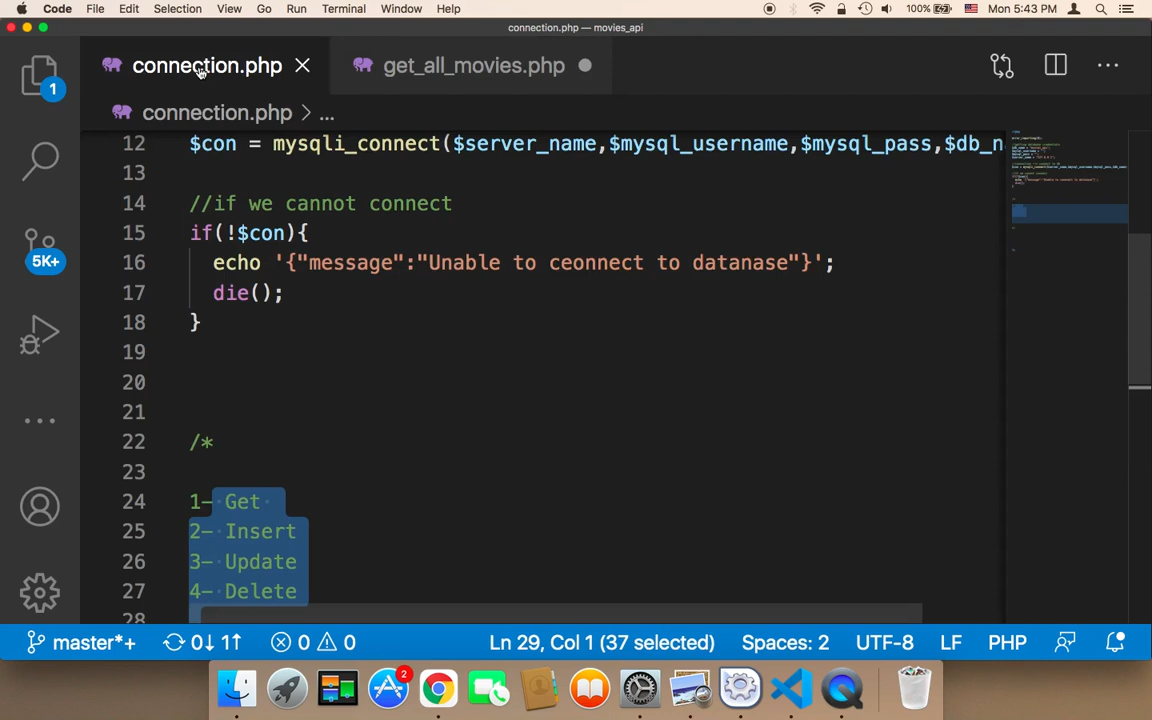 Code File Edit Selection View Go Run Terminal Window Help 100% Mon 5:43 PM
connection.php — movies_api
connection.php get_all_movies.php
1
connection.php > ...
12 $con = mysqli_connect($server_name,$mysql_username,$mysql_pass,$db_n
13
14 //if we cannot connect
15 if(!$con){
16 echo '{"message":"Unable to ceonnect to datanase"}';
17 die();
18 }
19
20
21
22 /*
23
24 1- Get
25 2- Insert
26 3- Update
27 4- Delete
28
5K+
master*+ 0↓ 1↑ 0 0 Ln 29, Col 1 (37 selected) Spaces: 2 UTF-8 LF PHP
2